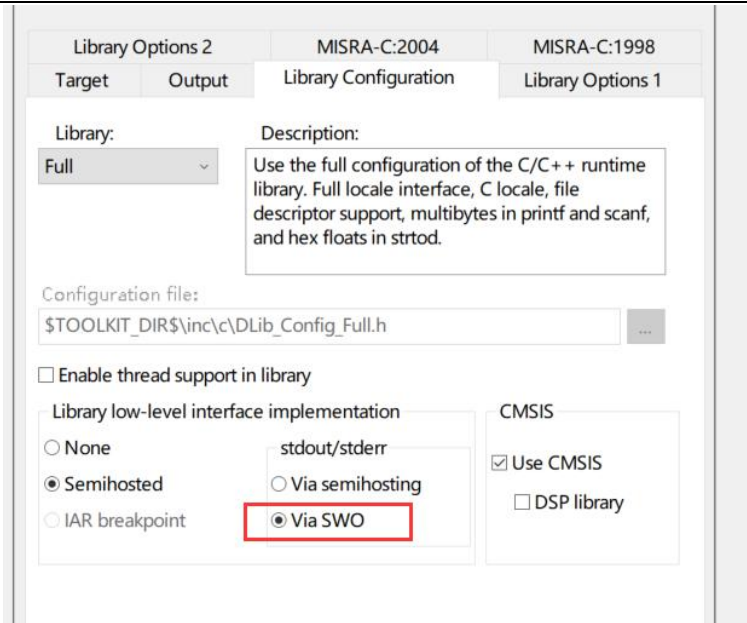 Library Options 2
MISRA-C:2004
MISRA-C:1998
Target
Output
Library Configuration
Library Options 1
Library:
Description:
Full
Use the full configuration of the C/C++ runtime
library. Full locale interface, C locale, file
descriptor support, multibytes in printf and scanf,
and hex floats in strtod.
Configuration file:
$TOOLKIT_DIR$\inc\c\DLib_Config_Full.h
...
Enable thread support in library
Library low-level interface implementation
CMSIS
None
stdout/stderr
Use CMSIS
Semihosted
Via semihosting
DSP library
IAR breakpoint
Via SWO